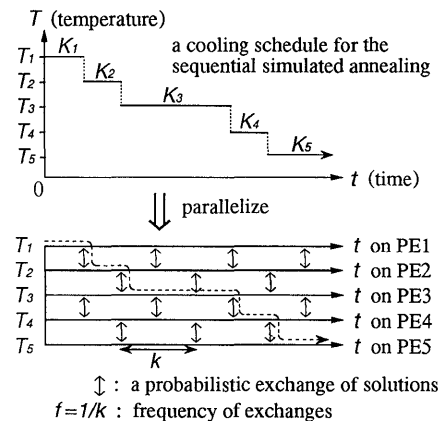 T (temperature)
T1
T2
T3
T4
T5
0
K1
K2
K3
K4
K5
a cooling schedule for the
sequential simulated annealing
t (time)
parallelize
T1 t on PE1
T2 t on PE2
T3 t on PE3
T4 t on PE4
T5 t on PE5
k
: a probabilistic exchange of solutions
f=1/k : frequency of exchanges